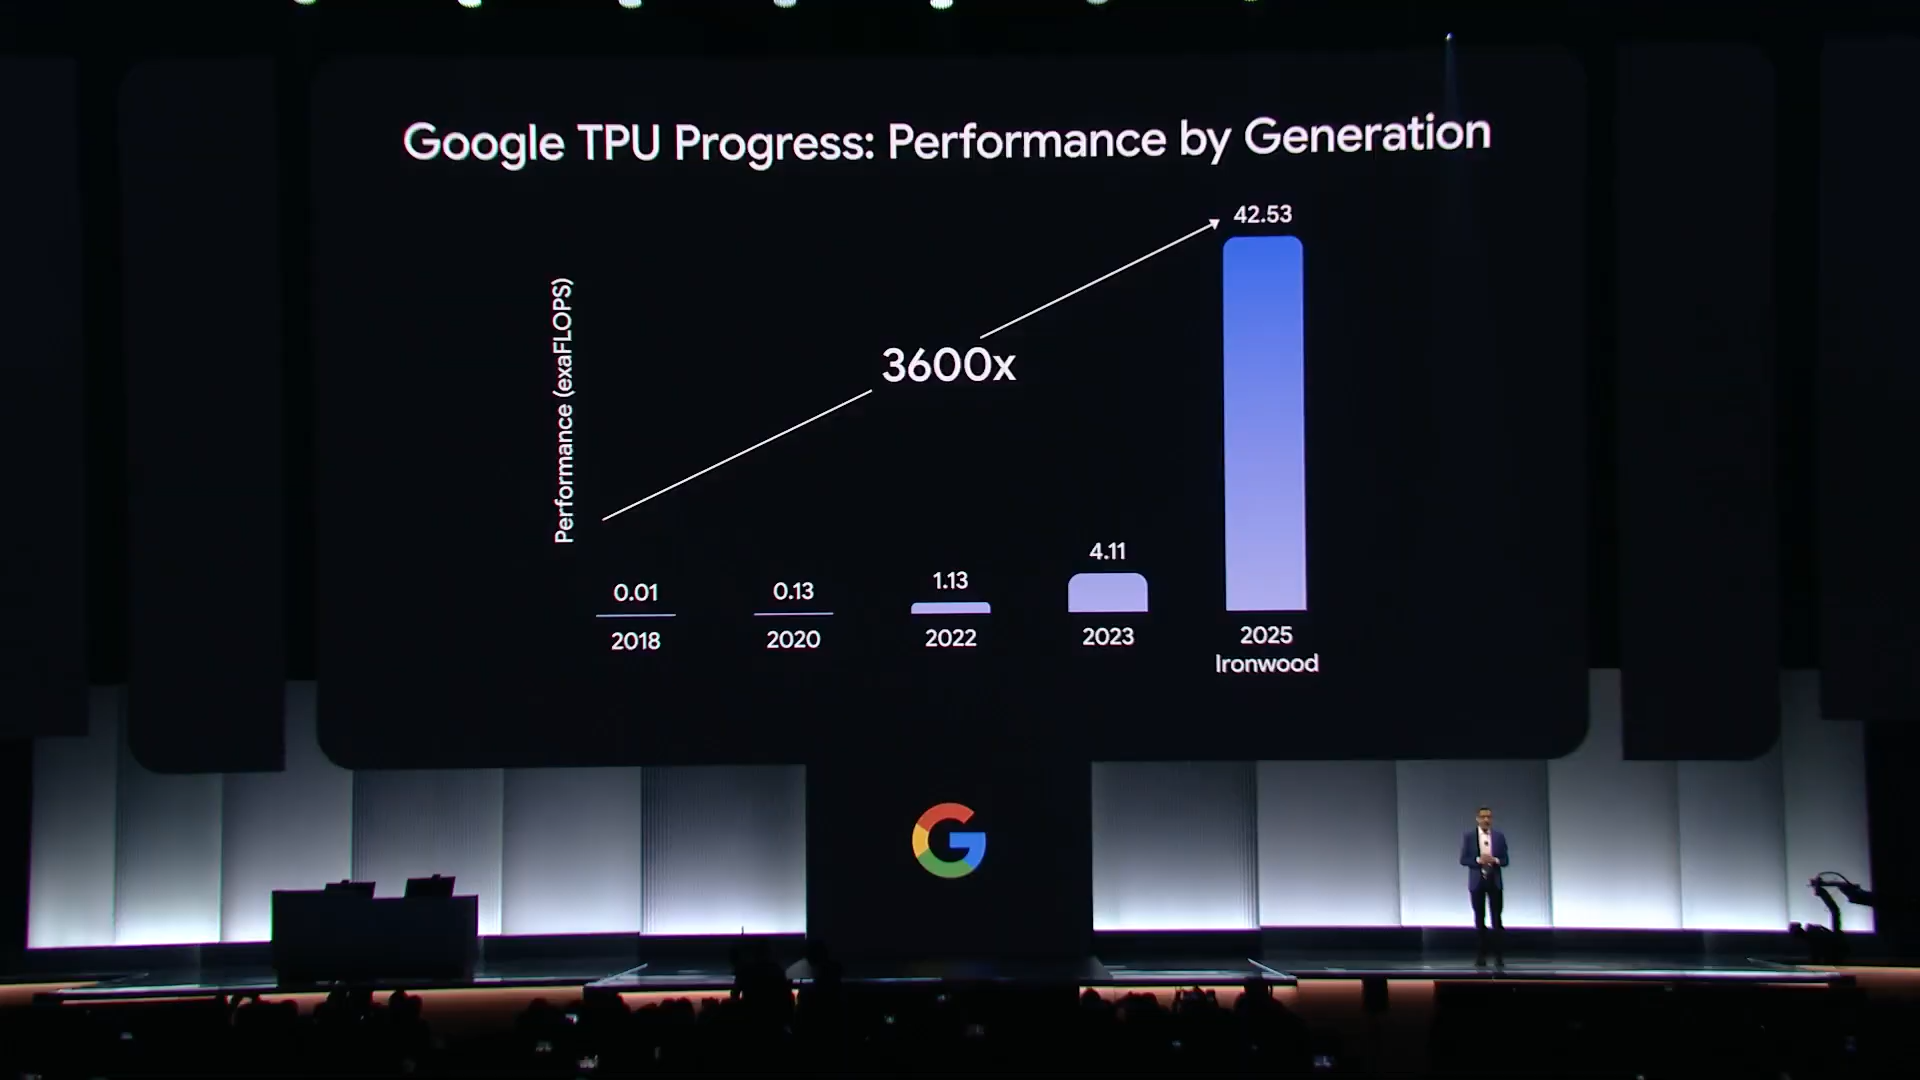 Google TPU Progress: Performance by Generation
42.53
3600x
Performance (exaFLOPS)
4.11
1.13
0.13
0.01
2018
2020
2022
2023
2025
Ironwood
G